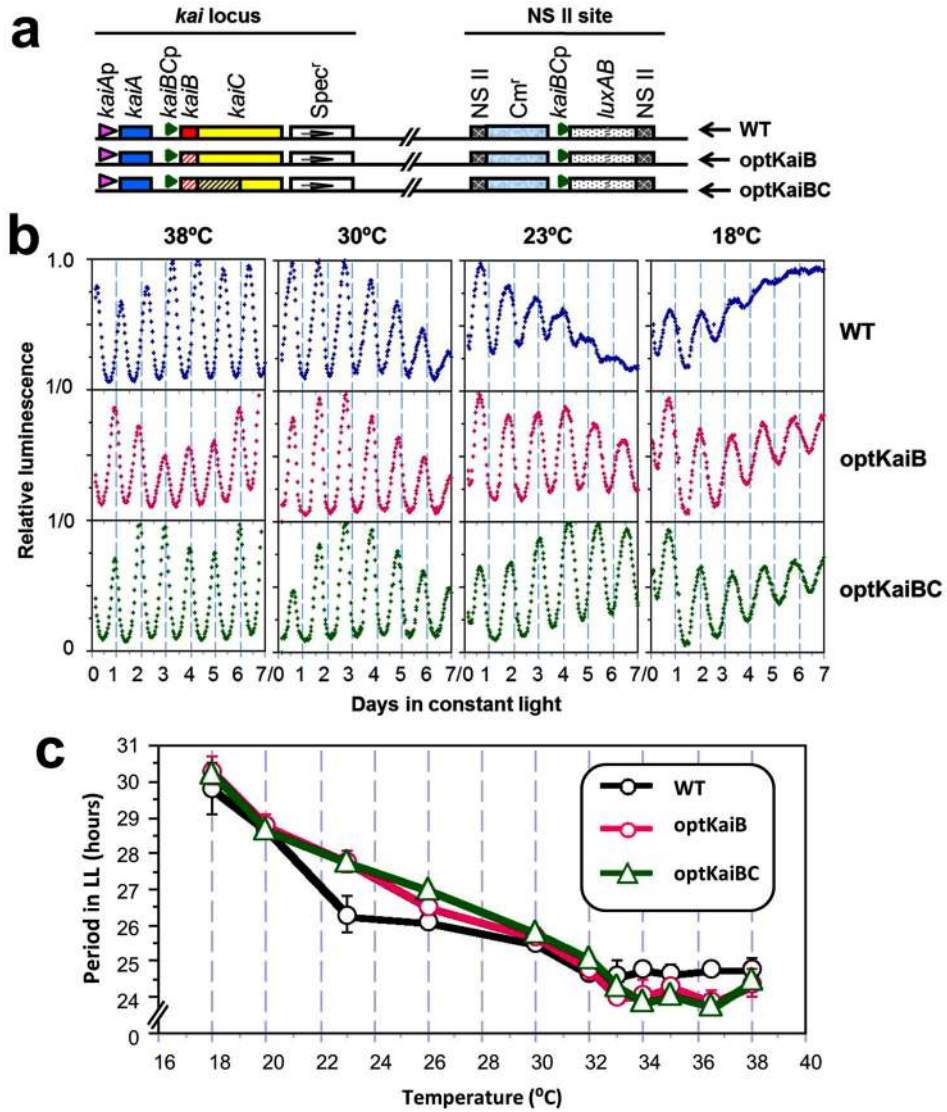 a
kai locus
NS II site
kaiAp
kaiA
kaiBCp
kaiB
kaiC
Specʳ
NS II
Cmʳ
kaiBCp
luxAB
NS II
WT
optKaiB
optKaiBC
b
38ºC 30ºC 23ºC 18ºC
1.0
1/0
1/0
0
Relative luminescence
WT
optKaiB
optKaiBC
0 1 2 3 4 5 6 7/0 1 2 3 4 5 6 7/0 1 2 3 4 5 6 7/0 1 2 3 4 5 6 7
Days in constant light
c
31
30
29
28
27
26
25
24
0
Period in LL (hours)
WT
optKaiB
optKaiBC
16 18 20 22 24 26 28 30 32 34 36 38 40
Temperature (ºC)